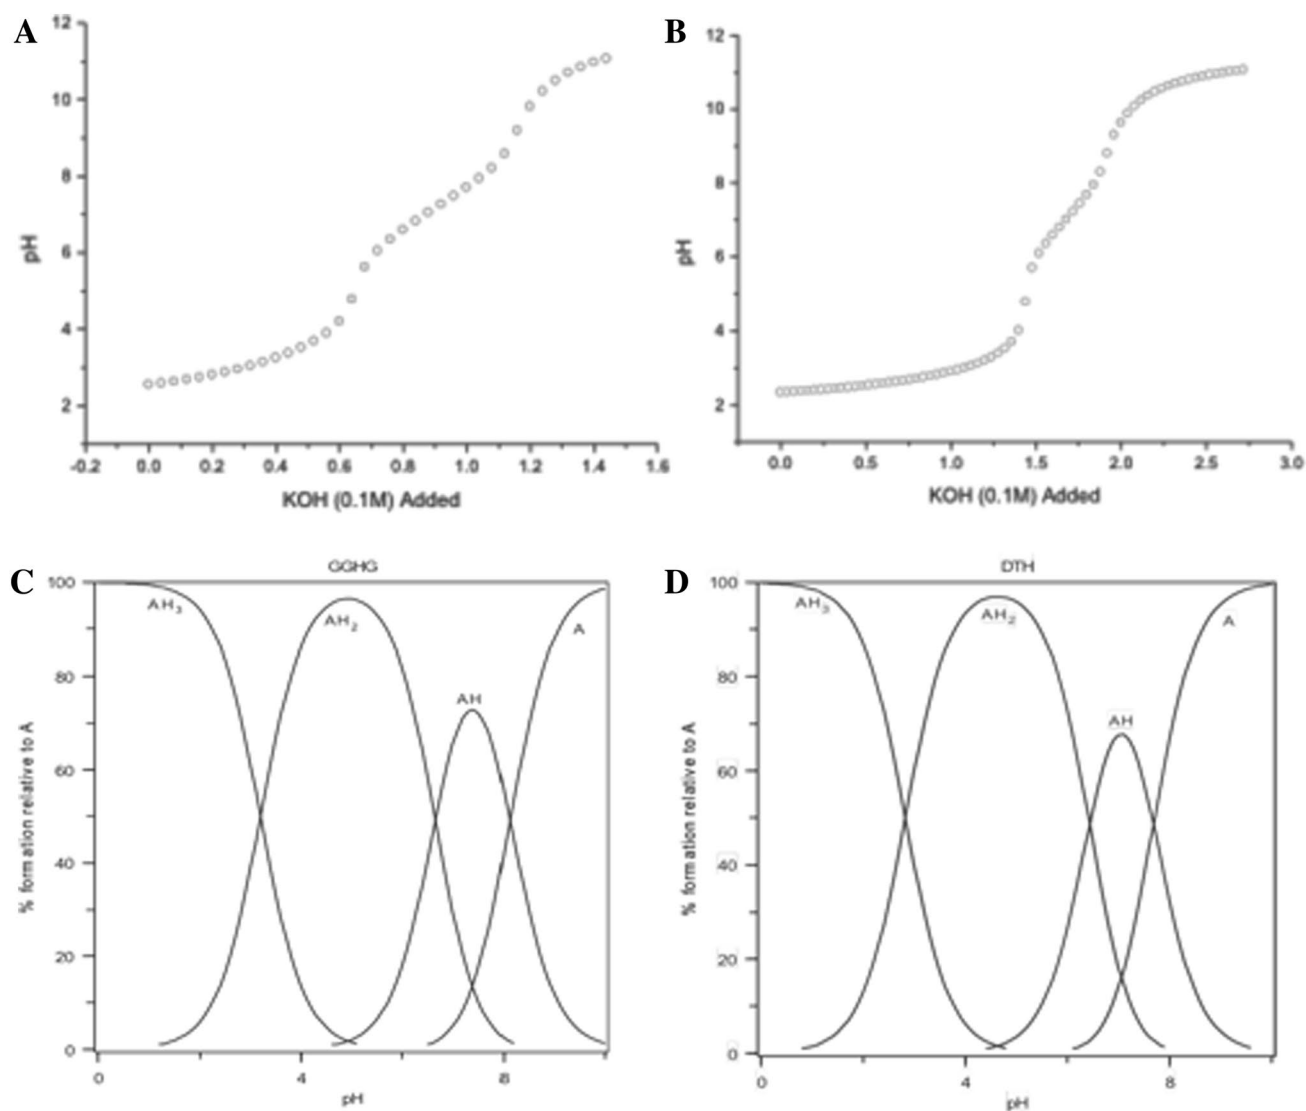 A
12
10
8
6
4
2
pH
-0.2 0.0 0.2 0.4 0.6 0.8 1.0 1.2 1.4 1.6
KOH (0.1M) Added
B
12
10
8
6
4
2
pH
0.0 0.5 1.0 1.5 2.0 2.5 3.0
KOH (0.1M) Added
C
GGHG
100
80
60
40
20
0
% formation relative to A
AH3
AH2
AH
A
0 4 8
pH
D
DTH
100
80
60
40
20
0
% formation relative to A
AH3
AH2
AH
A
0 4 8
pH